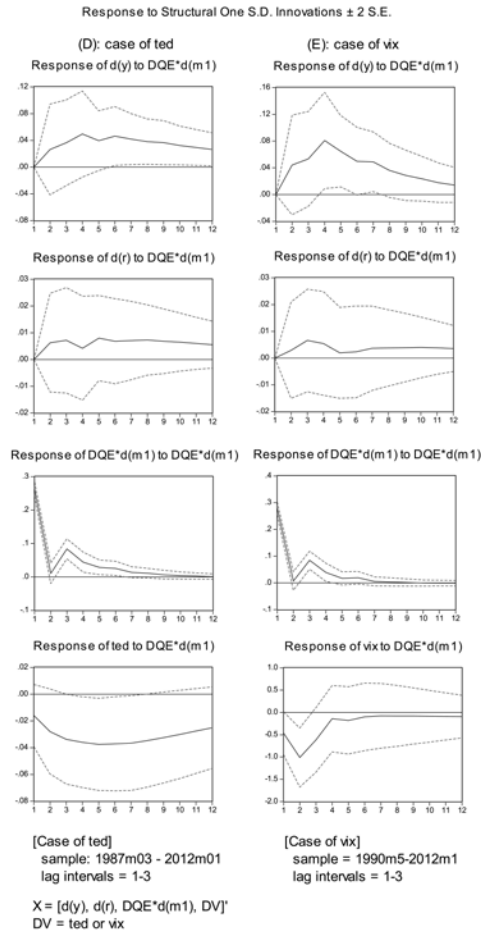 Response to Structural One S.D. Innovations ± 2 S.E.
(D): case of ted
(E): case of vix
Response of d(y) to DQE*d(m1)
Response of d(y) to DQE*d(m1)
.12
.08
.04
.00
-.04
-.08
1 2 3 4 5 6 7 8 9 10 11 12
.16
.12
.08
.04
.00
-.04
1 2 3 4 5 6 7 8 9 10 11 12
Response of d(r) to DQE*d(m1)
Response of d(r) to DQE*d(m1)
.03
.02
.01
.00
-.01
-.02
1 2 3 4 5 6 7 8 9 10 11 12
.03
.02
.01
.00
-.01
-.02
1 2 3 4 5 6 7 8 9 10 11 12
Response of DQE*d(m1) to DQE*d(m1)
Response of DQE*d(m1) to DQE*d(m1)
.3
.2
.1
.0
-.1
1 2 3 4 5 6 7 8 9 10 11 12
.4
.3
.2
.1
.0
-.1
1 2 3 4 5 6 7 8 9 10 11 12
Response of ted to DQE*d(m1)
Response of vix to DQE*d(m1)
.02
.00
-.02
-.04
-.06
-.08
1 2 3 4 5 6 7 8 9 10 11 12
1.0
0.5
0.0
-0.5
-1.0
-1.5
-2.0
1 2 3 4 5 6 7 8 9 10 11 12
[Case of ted]
sample: 1987m03 - 2012m01
lag intervals = 1-3
[Case of vix]
sample = 1990m5-2012m1
lag intervals = 1-3
X = [d(y), d(r), DQE*d(m1), DV]'
DV = ted or vix